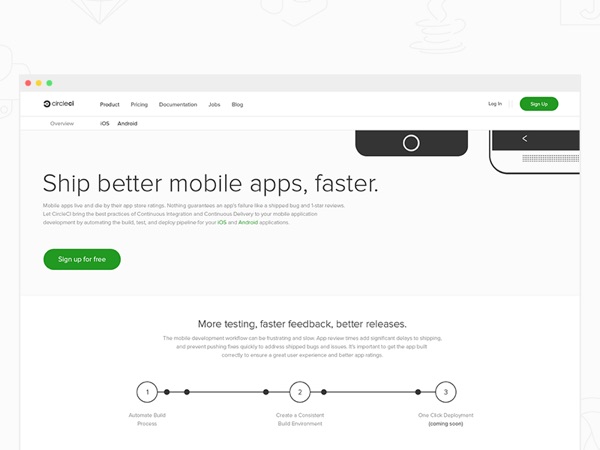 circleci Product Pricing Documentation Jobs Blog Log In Sign Up
Overview iOS Android
Ship better mobile apps, faster.
Mobile apps live and die by their app store ratings. Nothing guarantees an app's failure like a shipped bug and 1-star reviews.
Let CircleCI bring the best practices of Continuous Integration and Continuous Delivery to your mobile application
development by automating the build, test, and deploy pipeline for your iOS and Android applications.
Sign up for free
More testing, faster feedback, better releases.
The mobile development workflow can be frustrating and slow. App review times add significant delays to shipping,
and prevent pushing fixes quickly to address shipped bugs and issues. It's important to get the app built
correctly to ensure a great user experience and better app ratings.
1 2 3
Automate Build Create a Consistent One Click Deployment
Process Build Environment (coming soon)